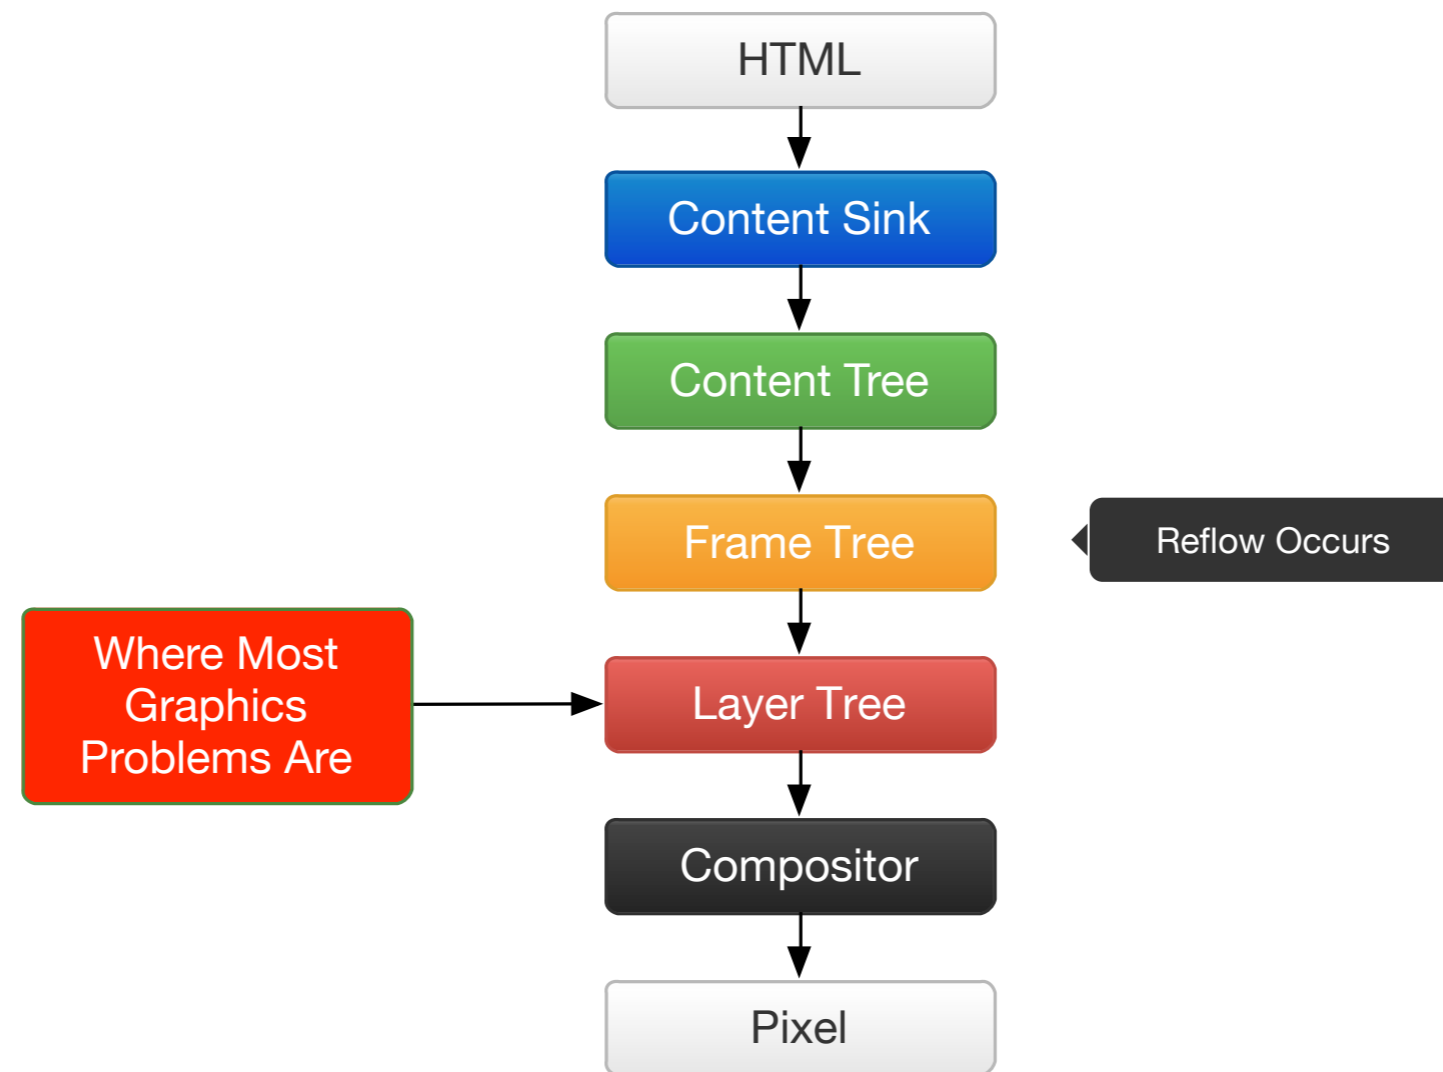 HTML
Content Sink
Content Tree
Frame Tree
Reflow Occurs
Where Most
Graphics
Problems Are
Layer Tree
Compositor
Pixel